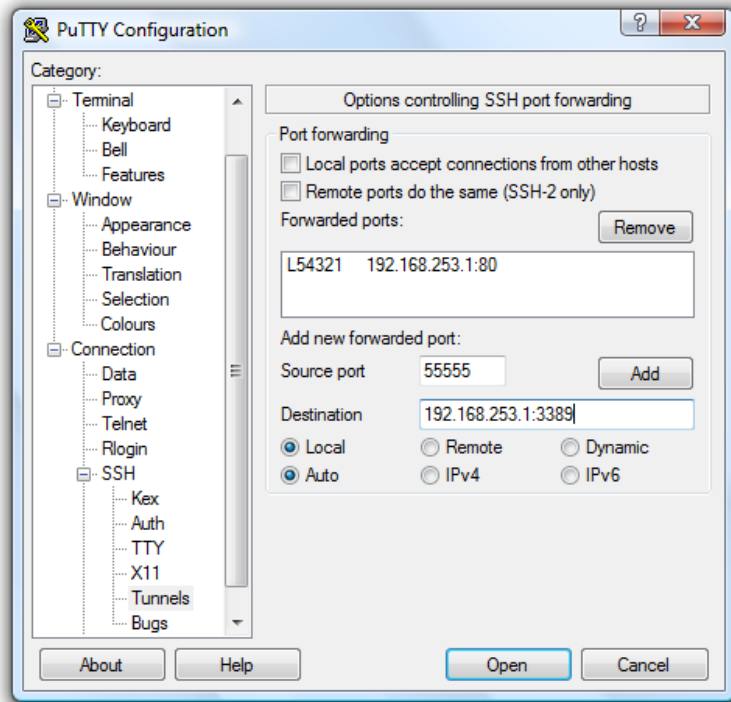 PuTTY Configuration
?
Category:
Terminal
Keyboard
Bell
Features
Window
Appearance
Behaviour
Translation
Selection
Colours
Connection
Data
Proxy
Telnet
Rlogin
SSH
Kex
Auth
TTY
X11
Tunnels
Bugs
Options controlling SSH port forwarding
Port forwarding
Local ports accept connections from other hosts
Remote ports do the same (SSH-2 only)
Forwarded ports:
Remove
L54321 192.168.253.1:80
Add new forwarded port:
Source port 55555 Add
Destination 192.168.253.1:3389
Local Remote Dynamic
Auto IPv4 IPv6
About Help Open Cancel